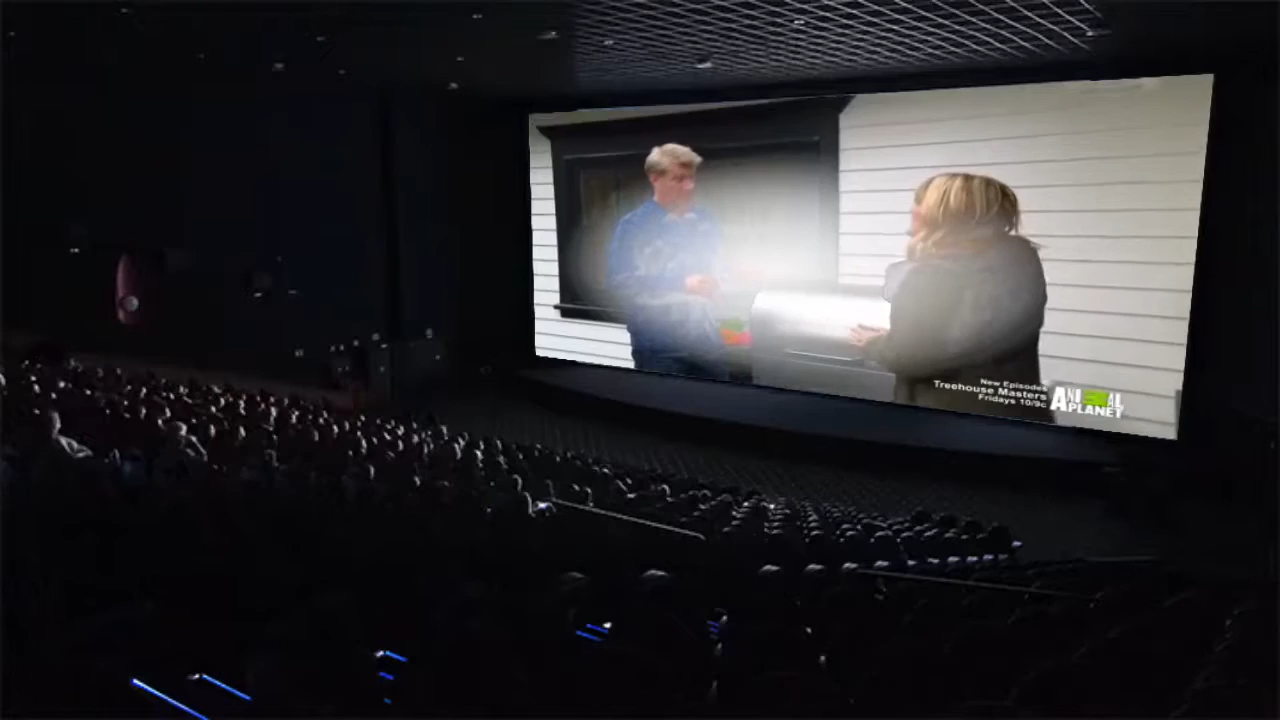 New Episodes
Treehouse Masters
Fridays 10/9c
ANIMAL
PLANET